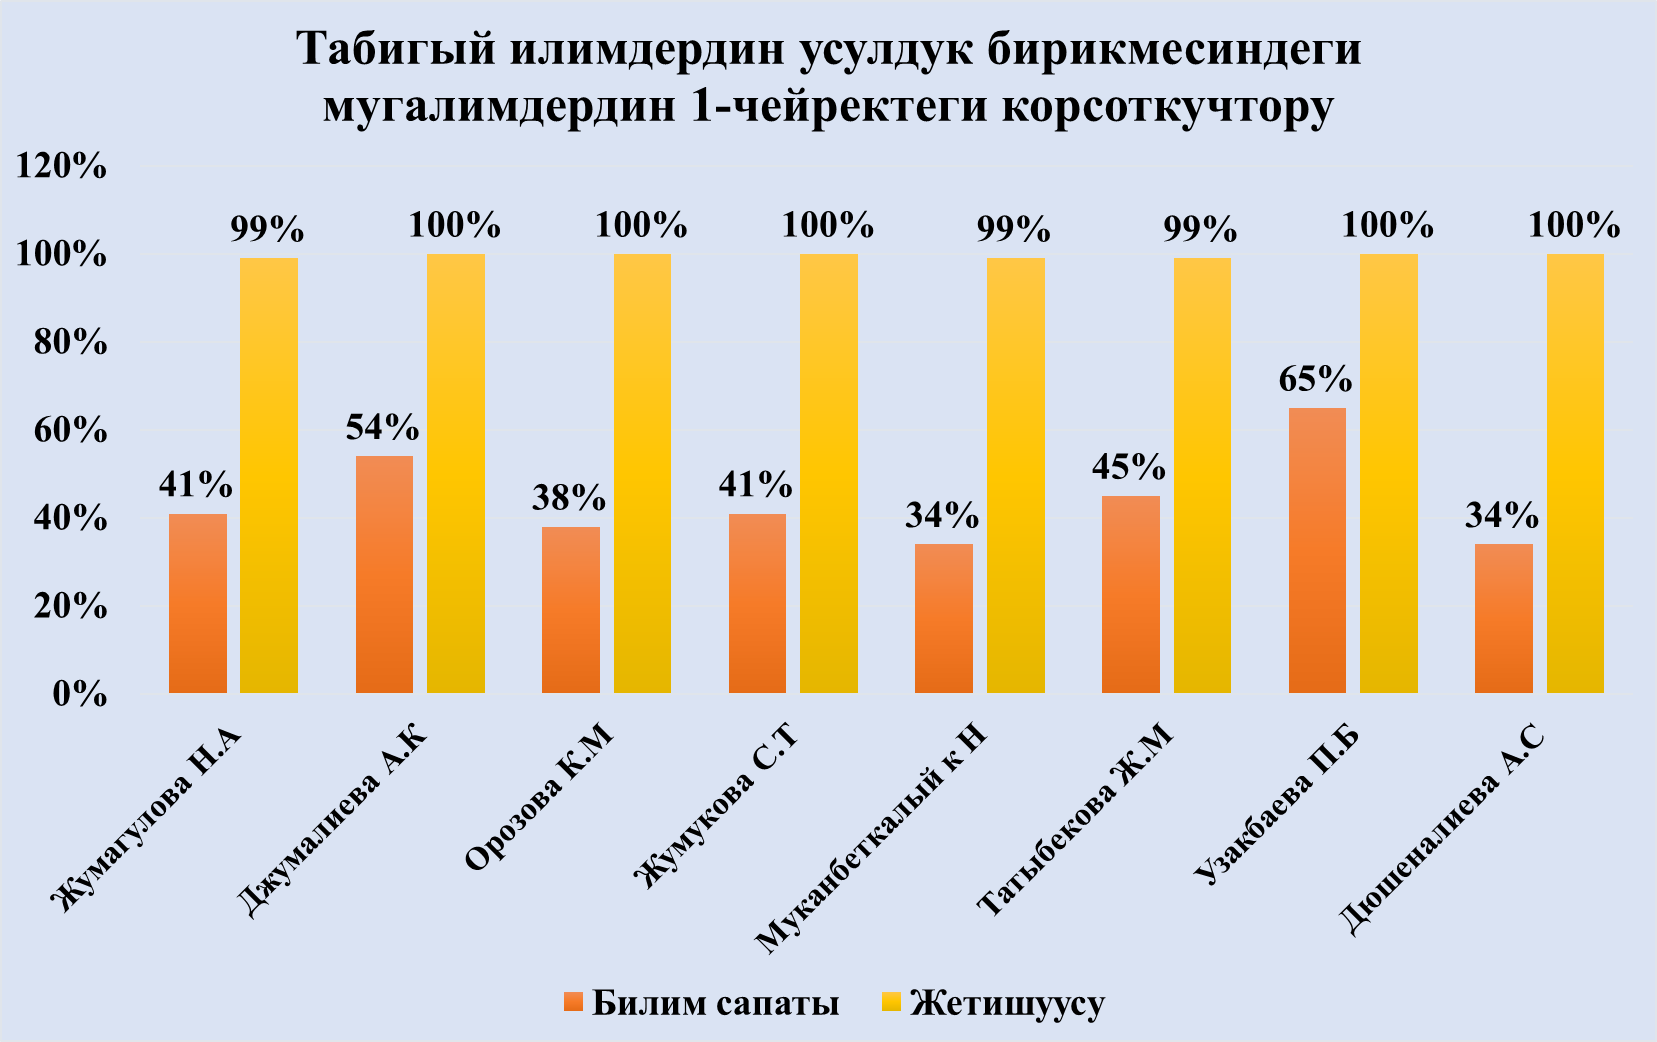 Табигый илимдердин усулдук бирикмесиндеги
мугалимдердин 1-чейректеги корсоткучтору
120%
100%
80%
60%
40%
20%
0%
41%
99%
54%
100%
38%
100%
41%
100%
34%
99%
45%
99%
65%
100%
34%
100%
Жумагулова Н.А
Джумалиева А.К
Орозова К.М
Жумукова С.Т
Муканбеткалый к Н
Татыбекова Ж.М
Узакбаева П.Б
Дюшеналиева А.С
Билим сапаты
Жетишуусу